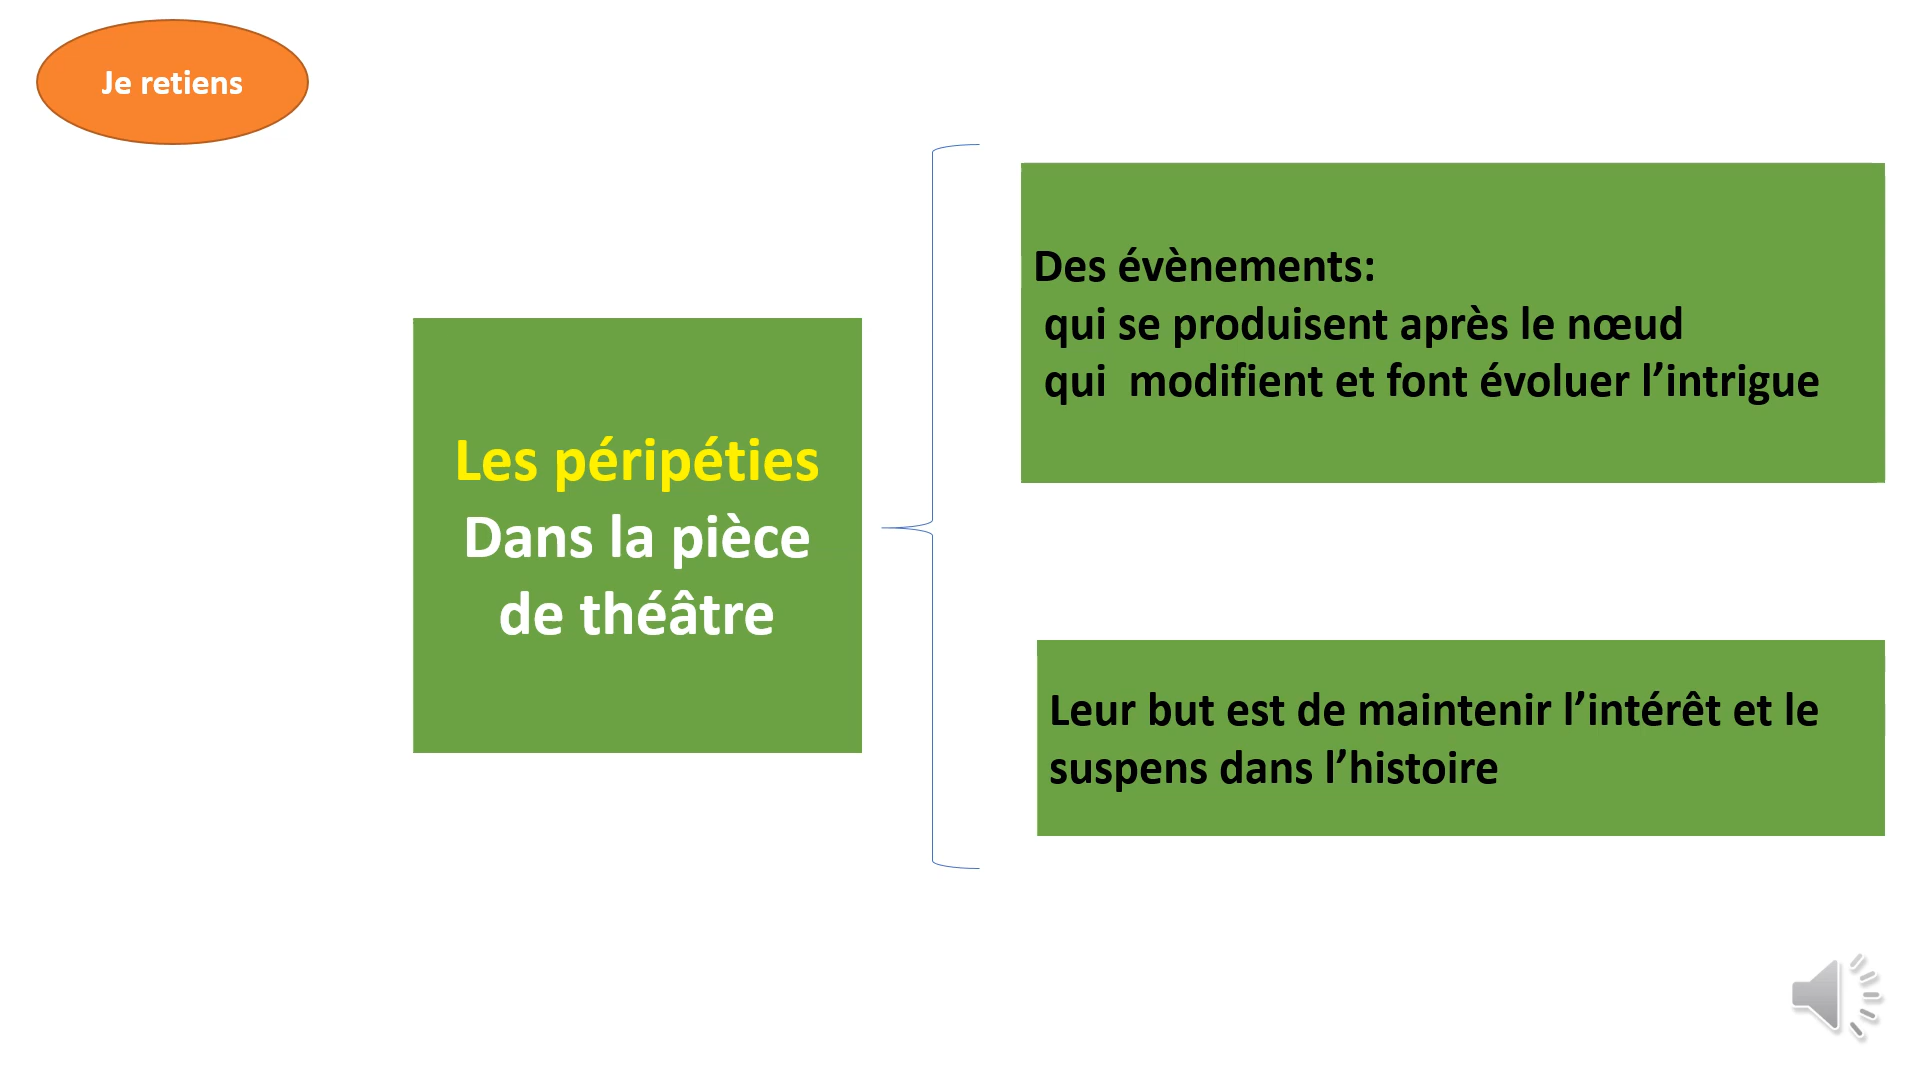 Je retiens
Les péripéties
Dans la pièce
de théâtre
Des évènements:
qui se produisent après le nœud
qui  modifient et font évoluer l’intrigue
Leur but est de maintenir l’intérêt et le
suspens dans l’histoire